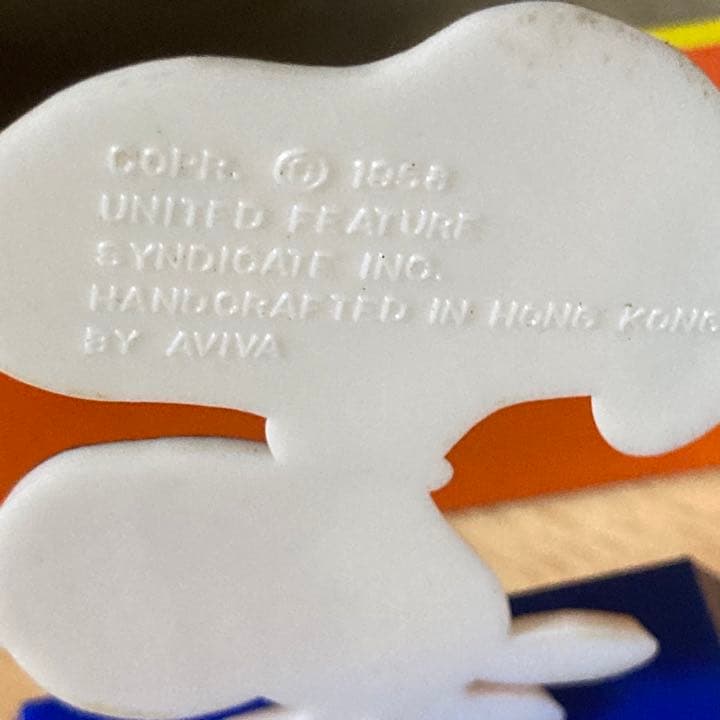 COPR. © 1958
UNITED FEATURE
SYNDICATE INC.
HANDCRAFTED IN HONG KONG
BY AVIVA